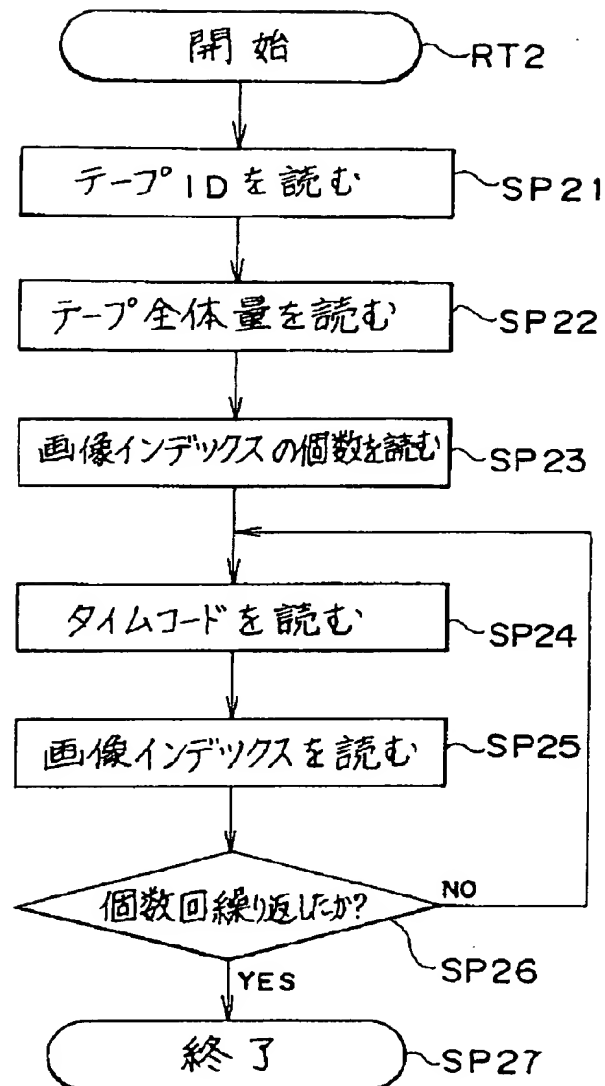 開始
RT2
テープIDを読む
SP21
テープ全体量を読む
SP22
画像インデックスの個数を読む
SP23
タイムコードを読む
SP24
画像インデックスを読む
SP25
個数回繰り返したか?
NO
SP26
YES
終了
SP27